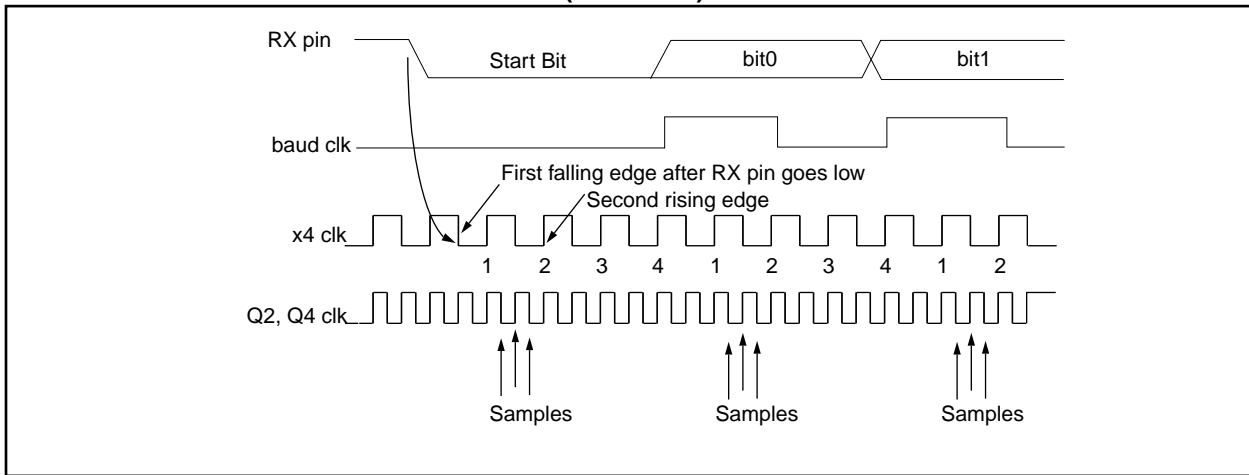 RX pin
Start Bit
bit0
bit1
baud clk
First falling edge after RX pin goes low
Second rising edge
x4 clk
1 2 3 4 1 2 3 4 1 2
Q2, Q4 clk
Samples Samples Samples